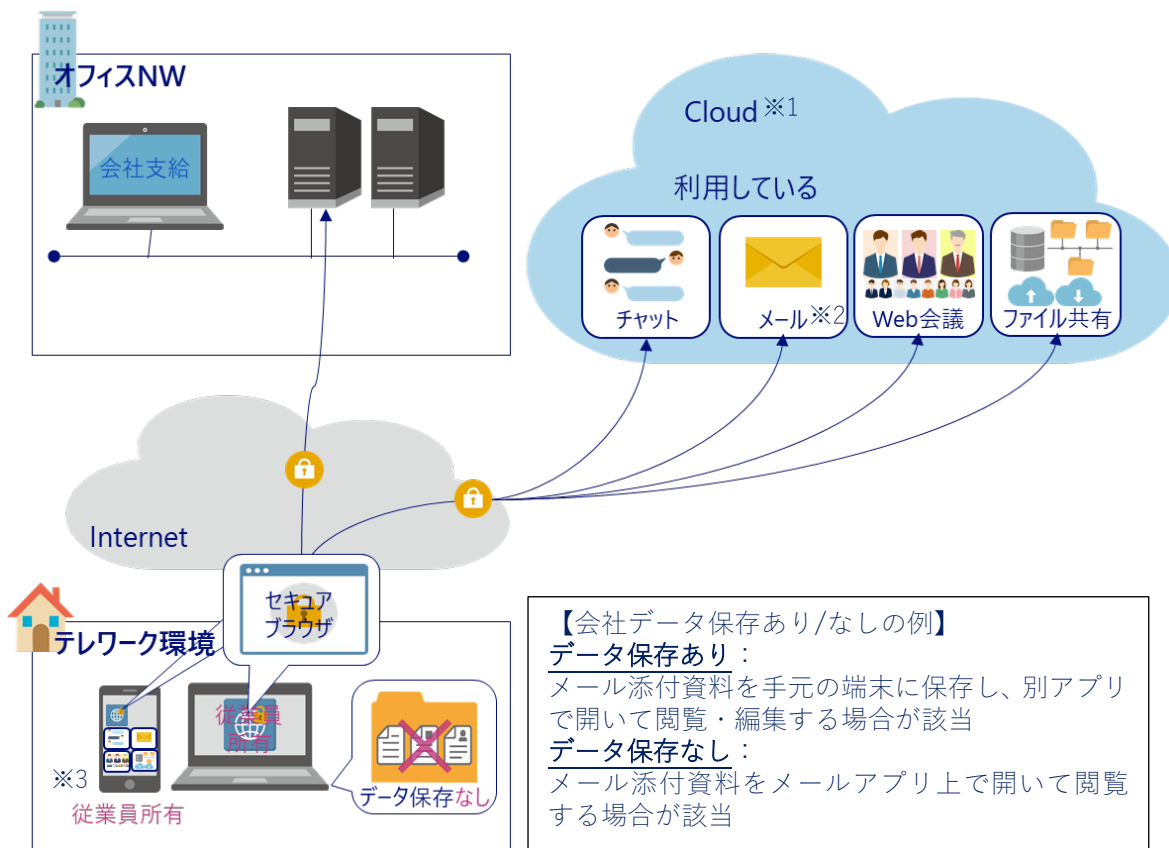 オフィスNW
会社支給
Cloud ※1
利用している
チャット
メール※2
Web会議
ファイル共有
Internet
セキュア
ブラウザ
テレワーク環境
従業員
所有
※3
従業員所有
データ保存なし
【会社データ保存あり/なしの例】
データ保存あり：
メール添付資料を手元の端末に保存し、別アプリ
で開いて閲覧・編集する場合が該当
データ保存なし：
メール添付資料をメールアプリ上で開いて閲覧
する場合が該当